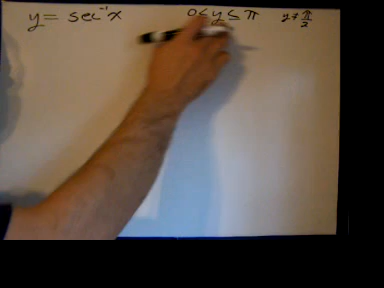 y = sec⁻¹x 0 ≤ y ≤ π y ≠ π/2